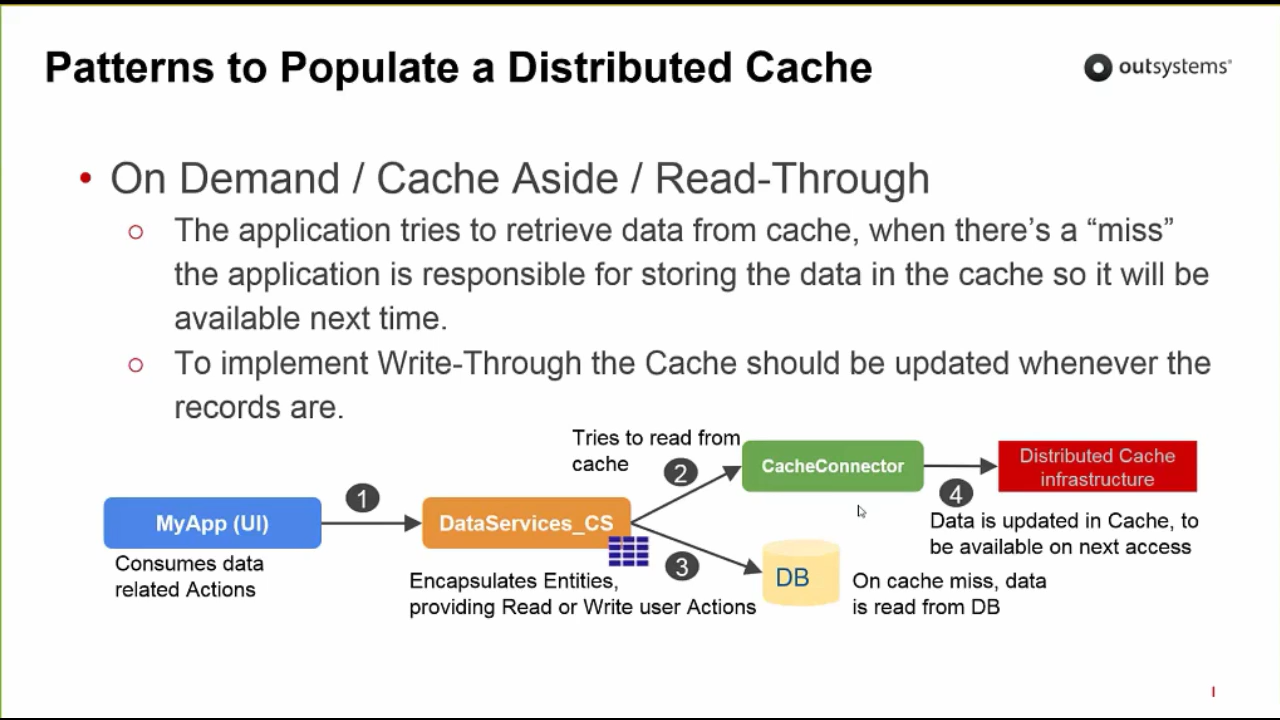 Patterns to Populate a Distributed Cache
outsystems
• On Demand / Cache Aside / Read-Through
○ The application tries to retrieve data from cache, when there's a “miss”
the application is responsible for storing the data in the cache so it will be
available next time.
○ To implement Write-Through the Cache should be updated whenever the
records are.
Tries to read from
cache
2
CacheConnector
Distributed Cache
infrastructure
1
4
MyApp (UI)
DataServices_CS
Data is updated in Cache, to
be available on next access
Consumes data
related Actions
3
DB
Encapsulates Entities,
providing Read or Write user Actions
On cache miss, data
is read from DB